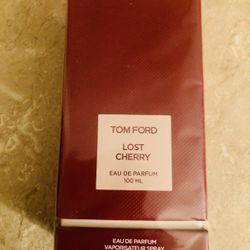 TOM FORD
LOST
CHERRY
EAU DE PARFUM
100 ML
EAU DE PARFUM
VAPORISATEUR SPRAY